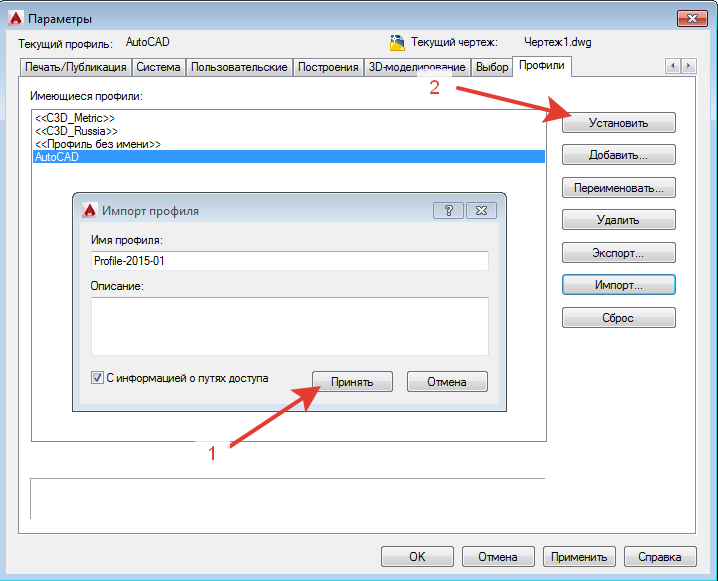 Параметры
Текущий профиль: AutoCAD Текущий чертеж: Чертеж1.dwg
Печать/Публикация Система Пользовательские Построения 3D-моделирование Выбор Профили
2
Имеющиеся профили:
<<C3D_Metric>>
<<C3D_Russia>>
<<Профиль без имени>>
AutoCAD
Установить
Добавить...
Переименовать...
Удалить
Экспорт...
Импорт...
Сброс
Импорт профиля
Имя профиля:
Profile-2015-01
Описание:
С информацией о путях доступа
Принять Отмена
1
OK Отмена Применить Справка